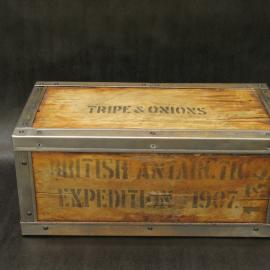 TRIPE & ONIONS
BRITISH ANTARCTIC
EXPEDITION 1907.